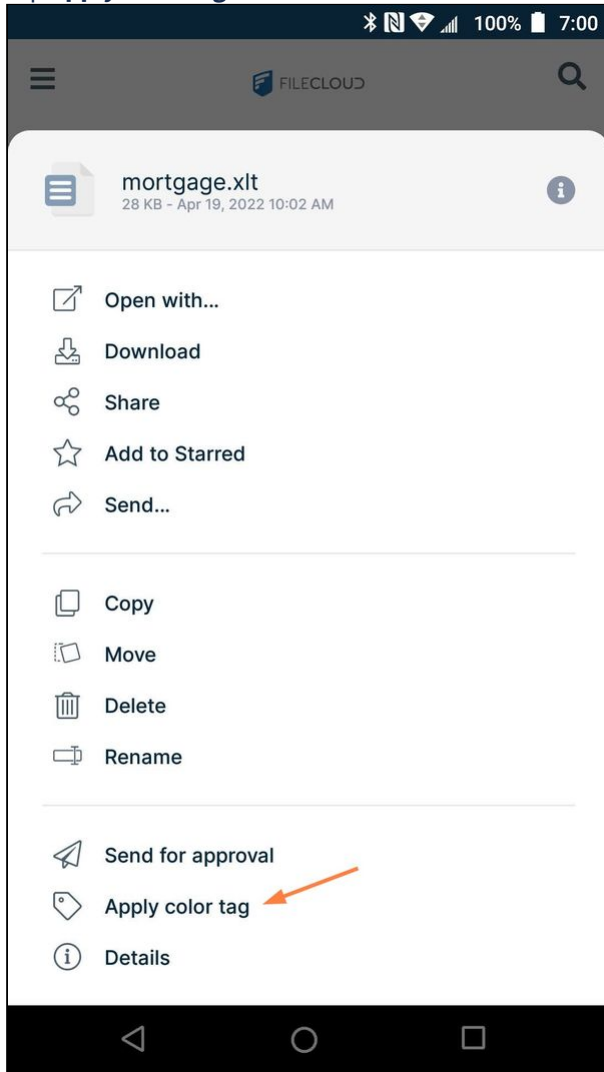 100% 7:00
FILECLOUD
mortgage.xlt
28 KB - Apr 19, 2022 10:02 AM
Open with...
Download
Share
Add to Starred
Send...
Copy
Move
Delete
Rename
Send for approval
Apply color tag
Details